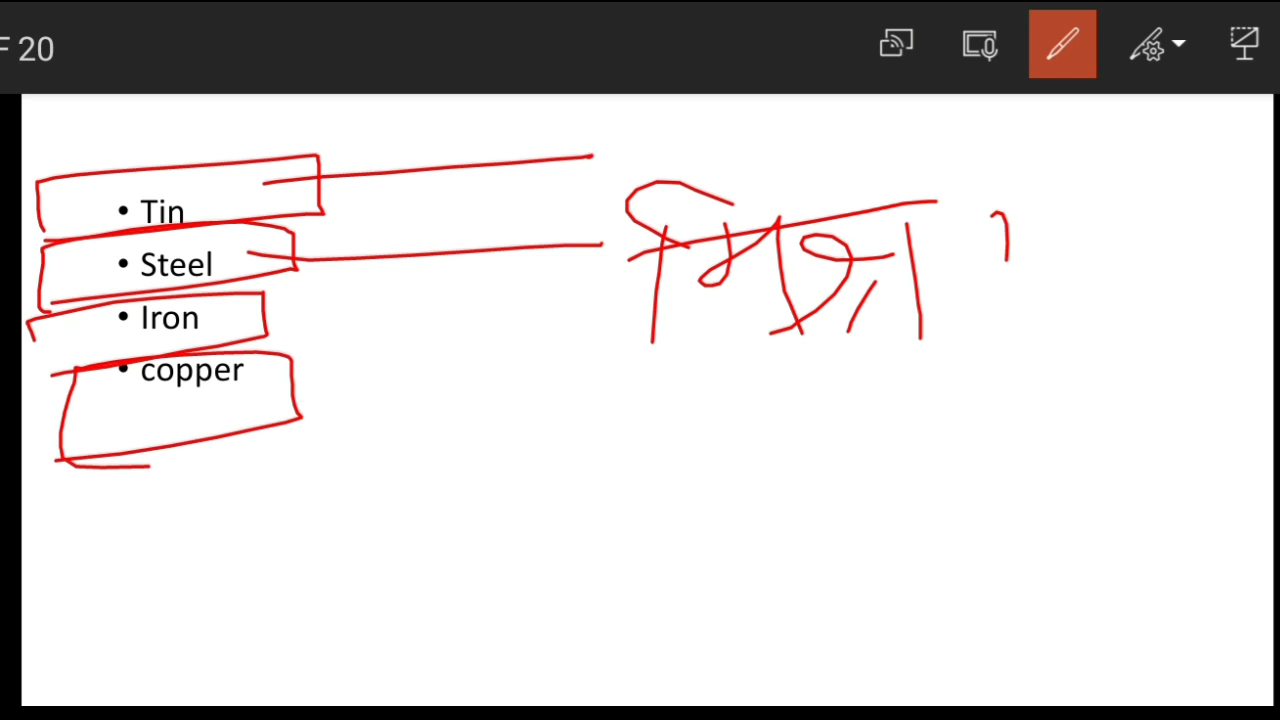 F 20
• Tin
• Steel
• Iron
• copper